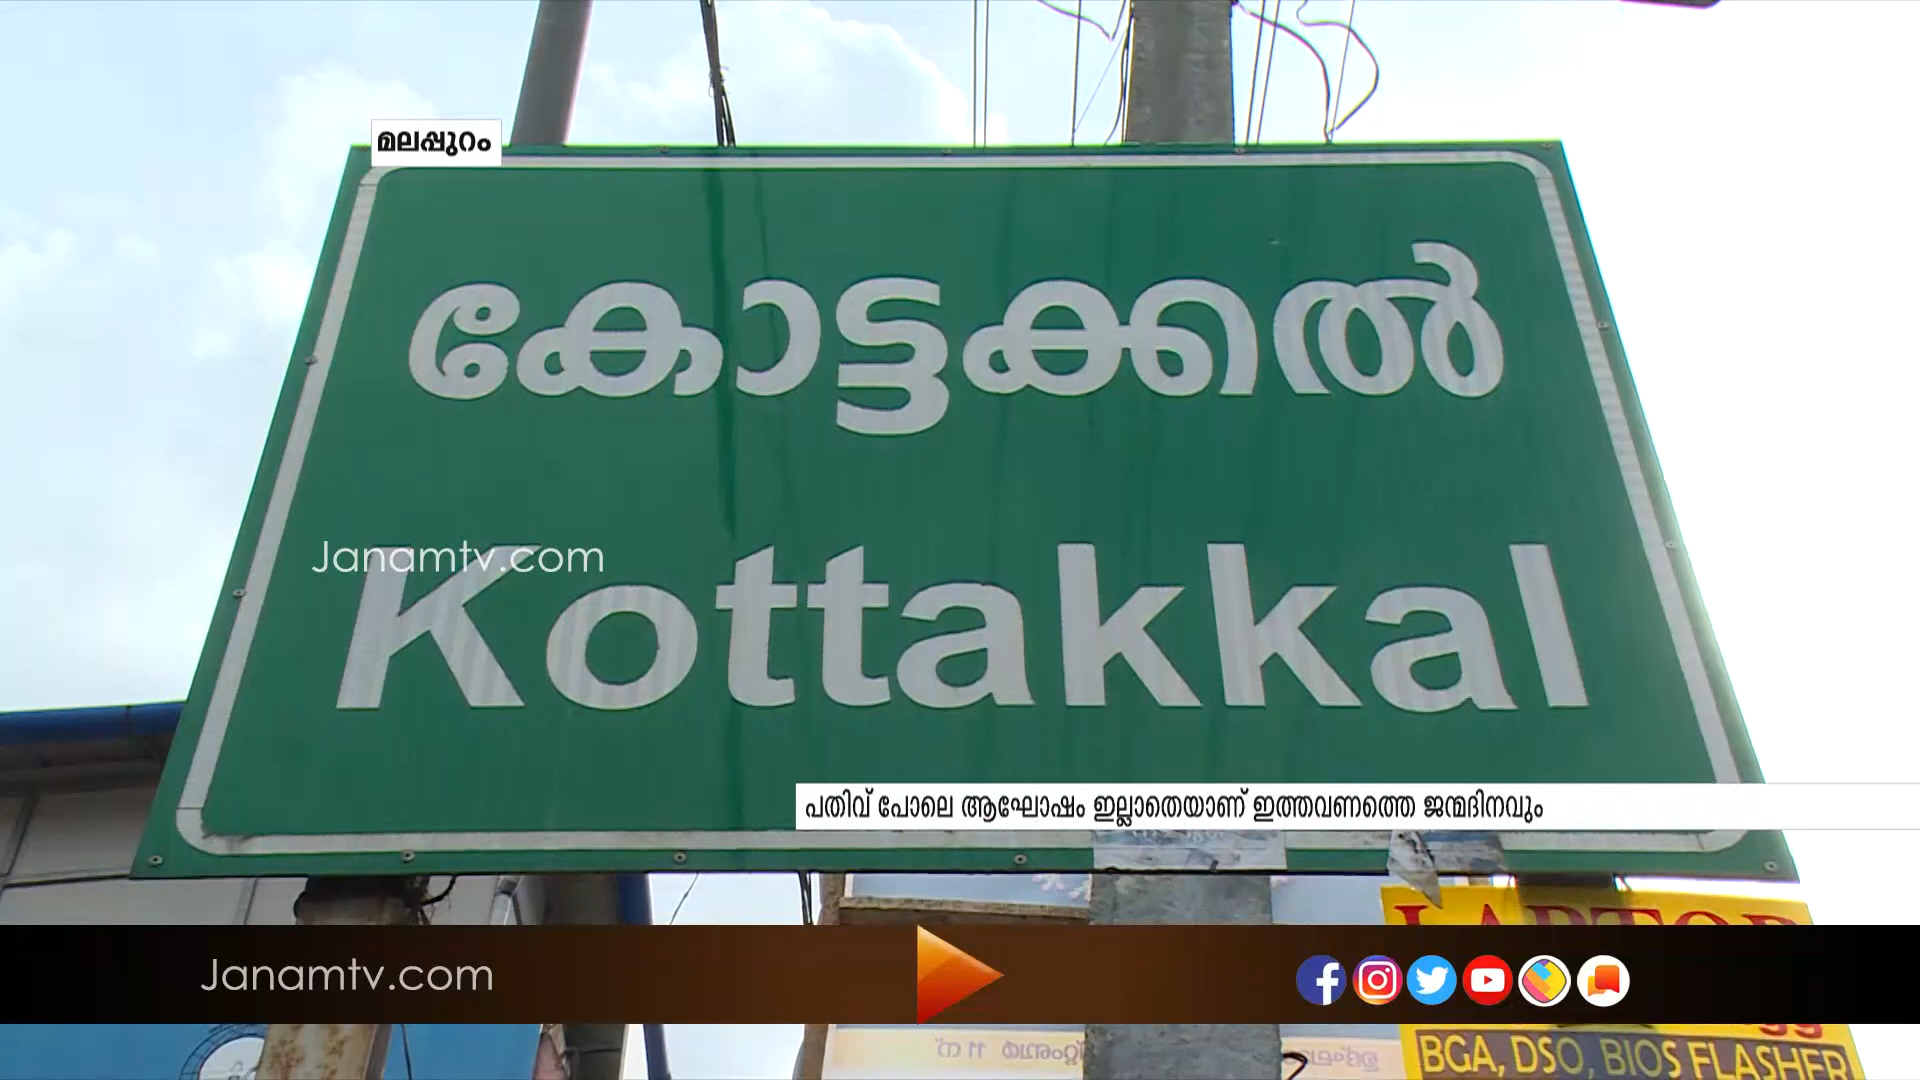 മലപ്പുറം
കോട്ടക്കൽ
Janamtv.com
Kottakkal
പതിവ് പോലെ ആഘോഷം ഇല്ലാതെയാണ് ഇത്തവണത്തെ ജന്മദിനവും
LAPTOP
Janamtv.com
BGA, DSO, BIOS FLASHER